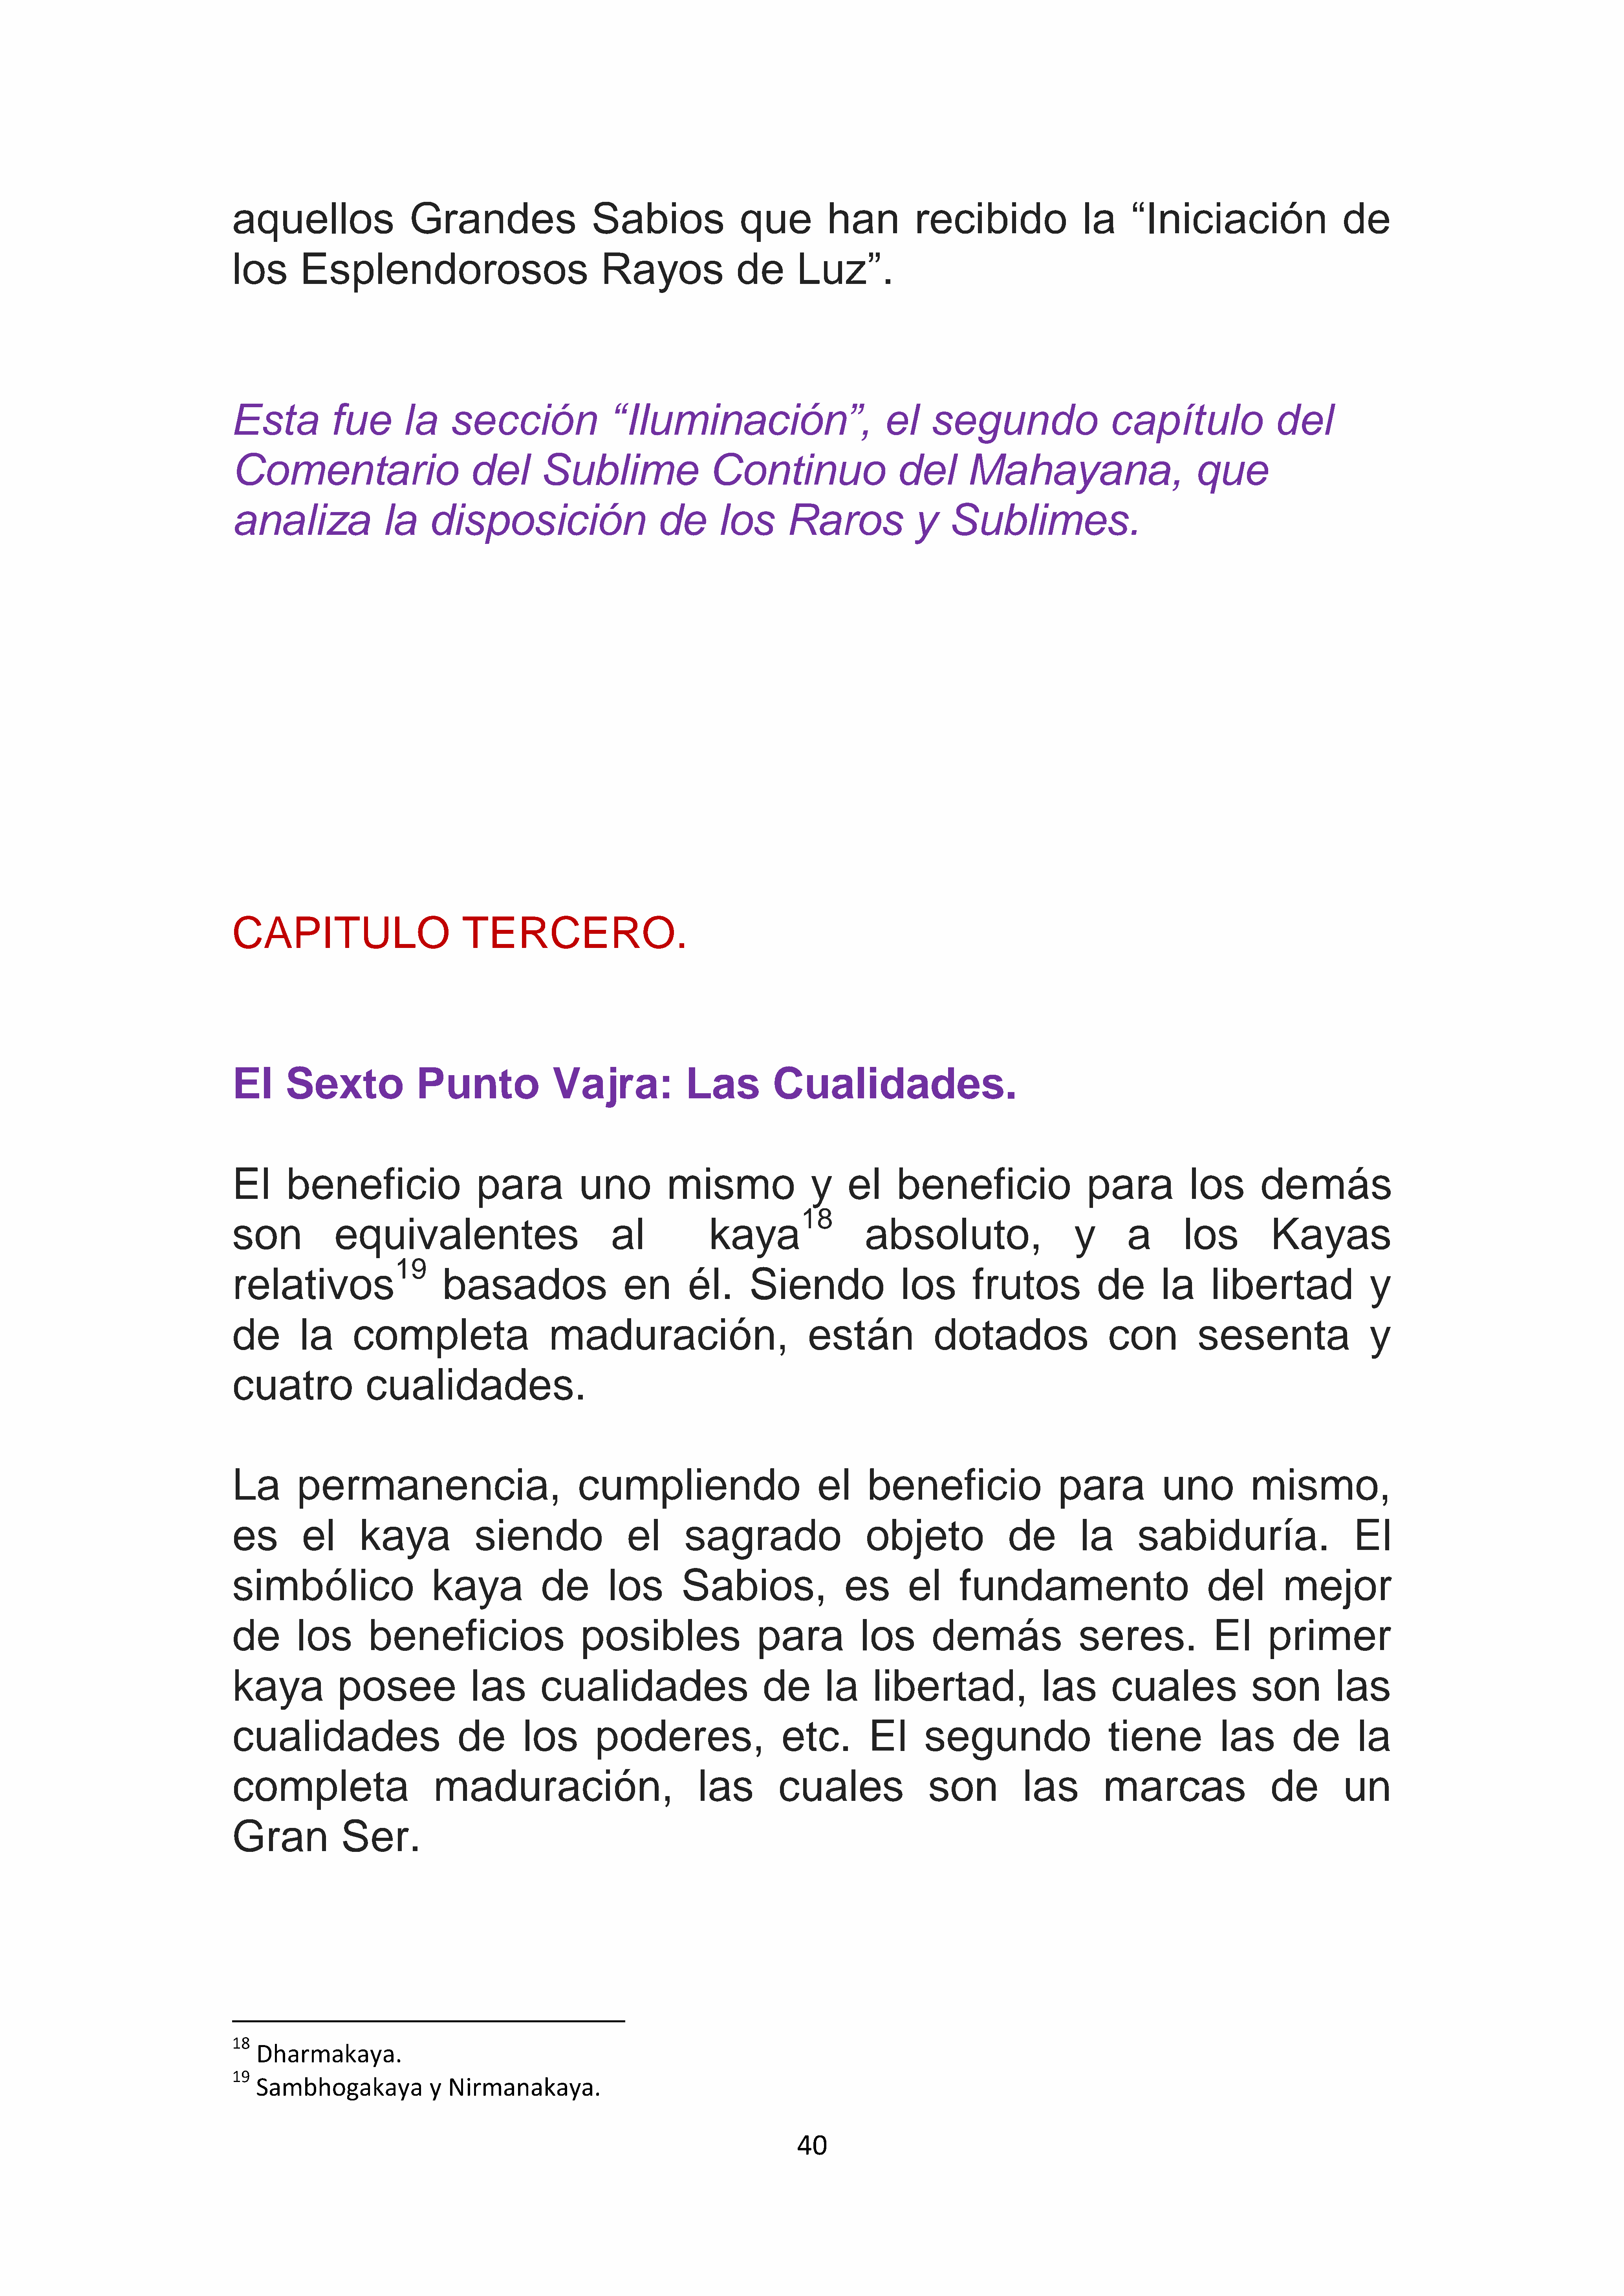 aquellos Grandes Sabios que han recibido la “Iniciación de
los Esplendorosos Rayos de Luz”.
Esta fue la sección “Iluminación”, el segundo capítulo del
Comentario del Sublime Continuo del Mahayana, que
analiza la disposición de los Raros y Sublimes.
CAPITULO TERCERO.
El Sexto Punto Vajra: Las Cualidades.
El beneficio para uno mismo y el beneficio para los demás
son equivalentes al kaya18 absoluto, y a los Kayas
relativos19 basados en él. Siendo los frutos de la libertad y
de la completa maduración, están dotados con sesenta y
cuatro cualidades.
La permanencia, cumpliendo el beneficio para uno mismo,
es el kaya siendo el sagrado objeto de la sabiduría. El
simbólico kaya de los Sabios, es el fundamento del mejor
de los beneficios posibles para los demás seres. El primer
kaya posee las cualidades de la libertad, las cuales son las
cualidades de los poderes, etc. El segundo tiene las de la
completa maduración, las cuales son las marcas de un
Gran Ser.
18 Dharmakaya.
19 Sambhogakaya y Nirmanakaya.
40